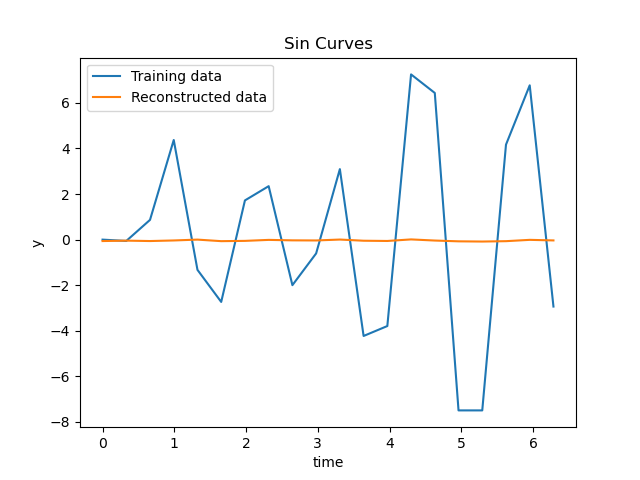 Sin Curves
Training data
Reconstructed data
6
4
2
0
−2
−4
−6
−8
y
0 1 2 3 4 5 6
time